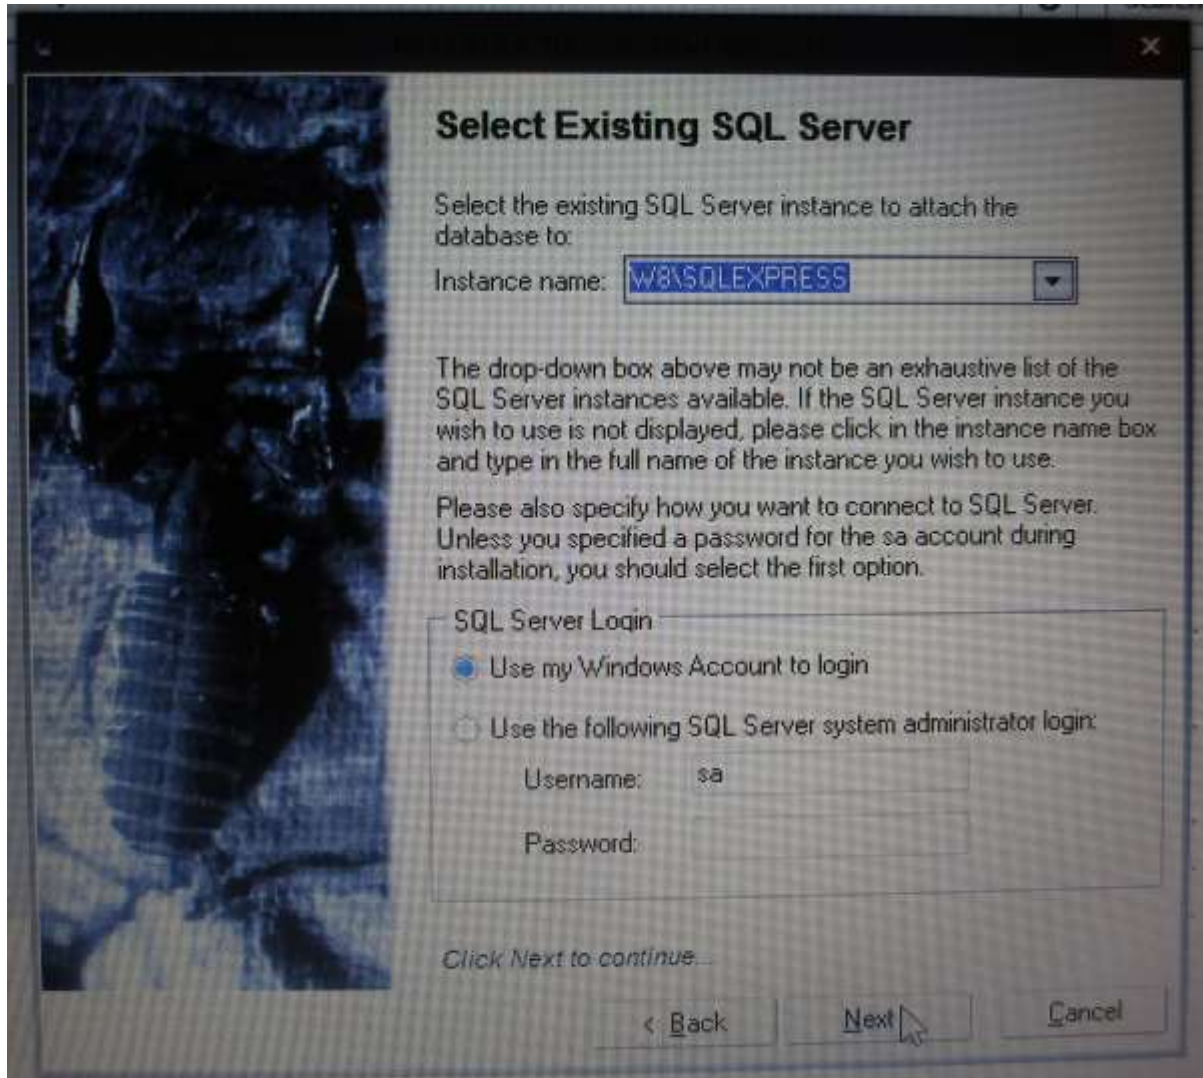 Select Existing SQL Server
Select the existing SQL Server instance to attach the
database to:
Instance name: W8\SQLEXPRESS
The drop-down box above may not be an exhaustive list of the
SQL Server instances available. If the SQL Server instance you
wish to use is not displayed, please click in the instance name box
and type in the full name of the instance you wish to use.
Please also specify how you want to connect to SQL Server.
Unless you specified a password for the sa account during
installation, you should select the first option.
SQL Server Login
Use my Windows Account to login
Use the following SQL Server system administrator login:
Username: sa
Password:
Click Next to continue...
< Back Next Cancel